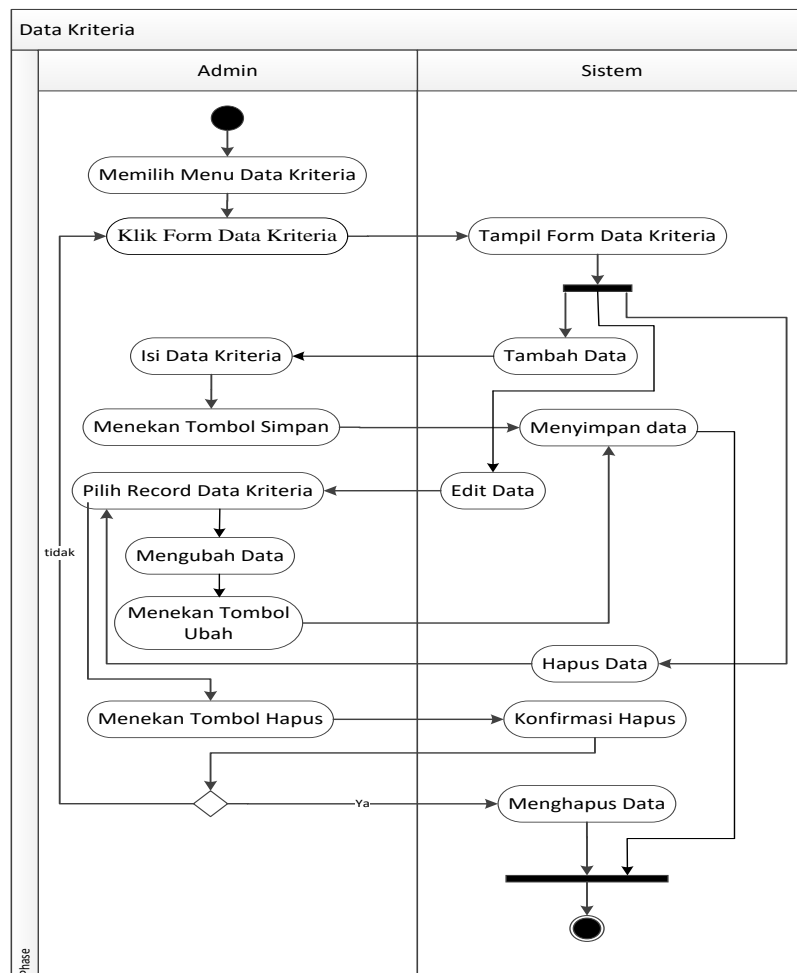 Data Kriteria
Admin
Sistem
Memilih Menu Data Kriteria
Klik Form Data Kriteria
Tampil Form Data Kriteria
Isi Data Kriteria
Tambah Data
Menekan Tombol Simpan
Menyimpan data
Pilih Record Data Kriteria
Edit Data
tidak
Mengubah Data
Menekan Tombol
Ubah
Hapus Data
Menekan Tombol Hapus
Konfirmasi Hapus
Ya
Menghapus Data
Phase